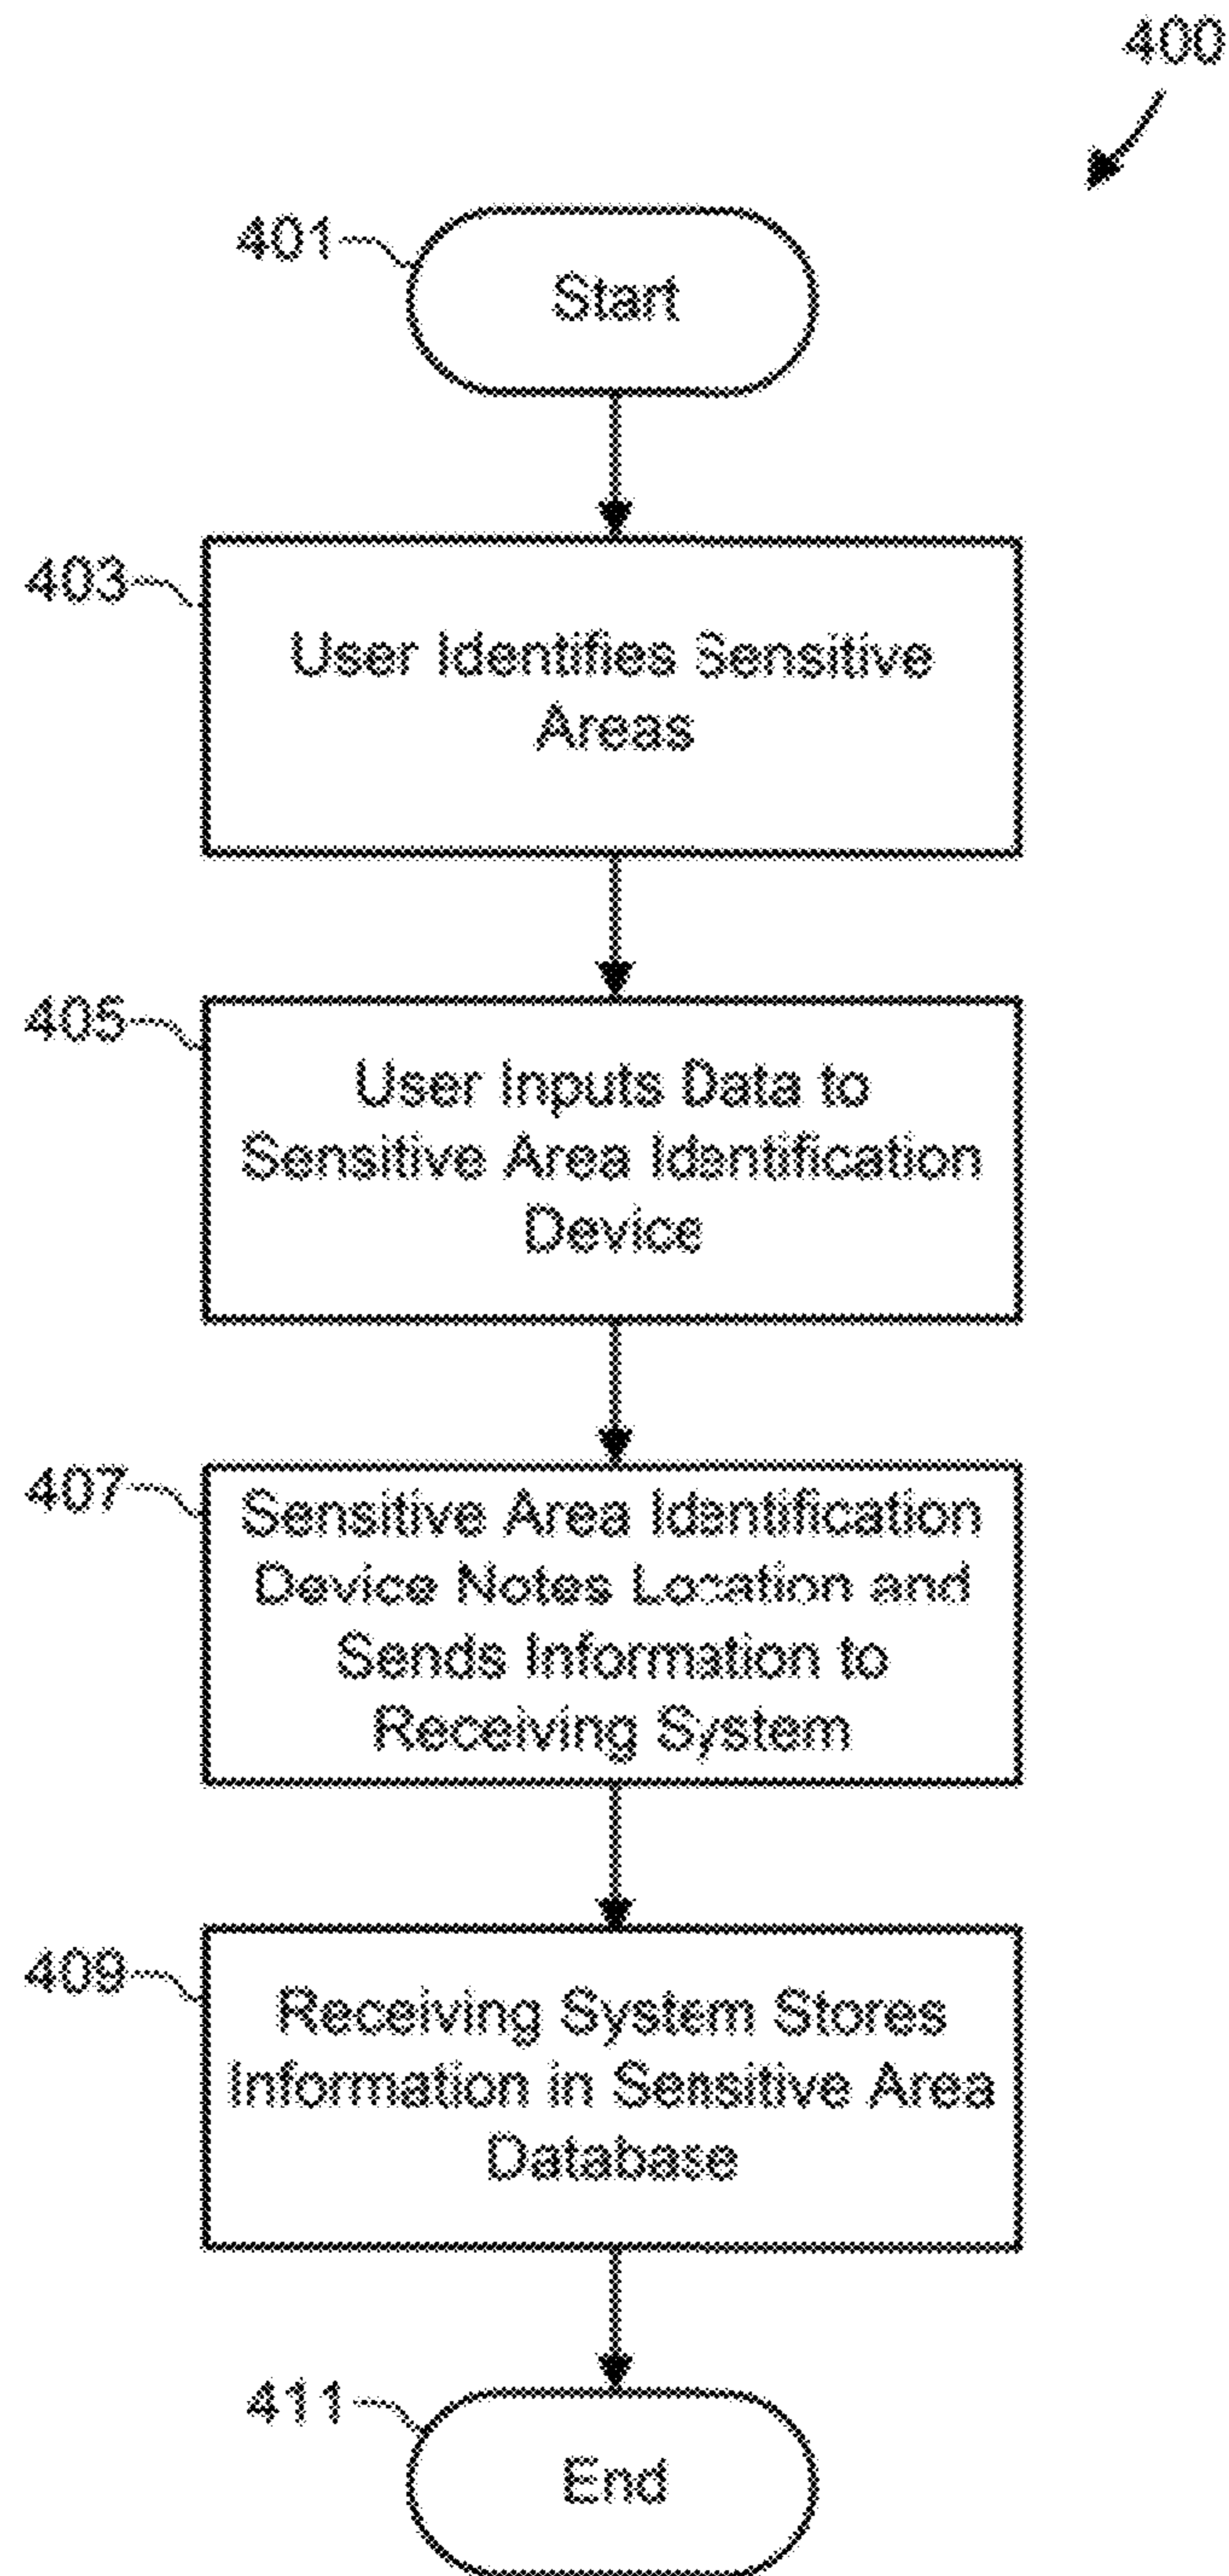 400
401
Start
403
User Identifies Sensitive
Areas
405
User Inputs Data to
Sensitive Area Identification
Device
407
Sensitive Area Identification
Device Notes Location and
Sends Information to
Receiving System
409
Receiving System Stores
Information in Sensitive Area
Database
411
End